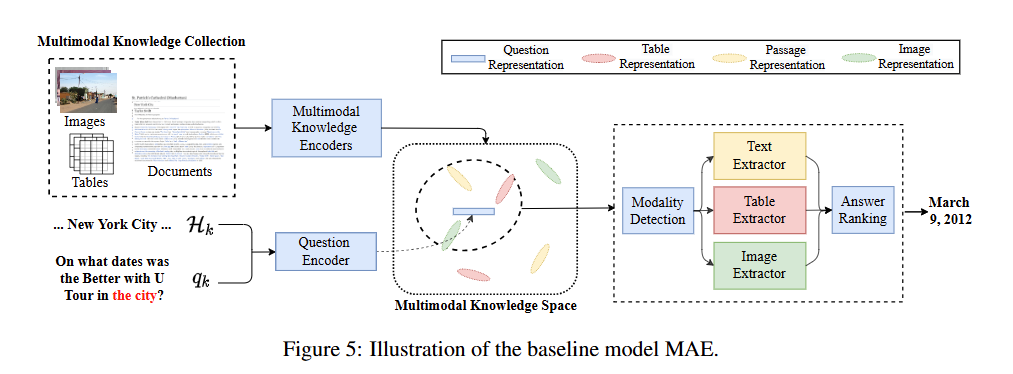 Multimodal Knowledge Collection
Images
Tables
Documents
Multimodal
Knowledge
Encoders
Question
Representation
Table
Representation
Passage
Representation
Image
Representation
... New York City ...
ℋk
On what dates was
the Better with U
Tour in the city?
qk
Question
Encoder
Multimodal Knowledge Space
Modality
Detection
Text
Extractor
Table
Extractor
Image
Extractor
Answer
Ranking
March
9, 2012
Figure 5: Illustration of the baseline model MAE.